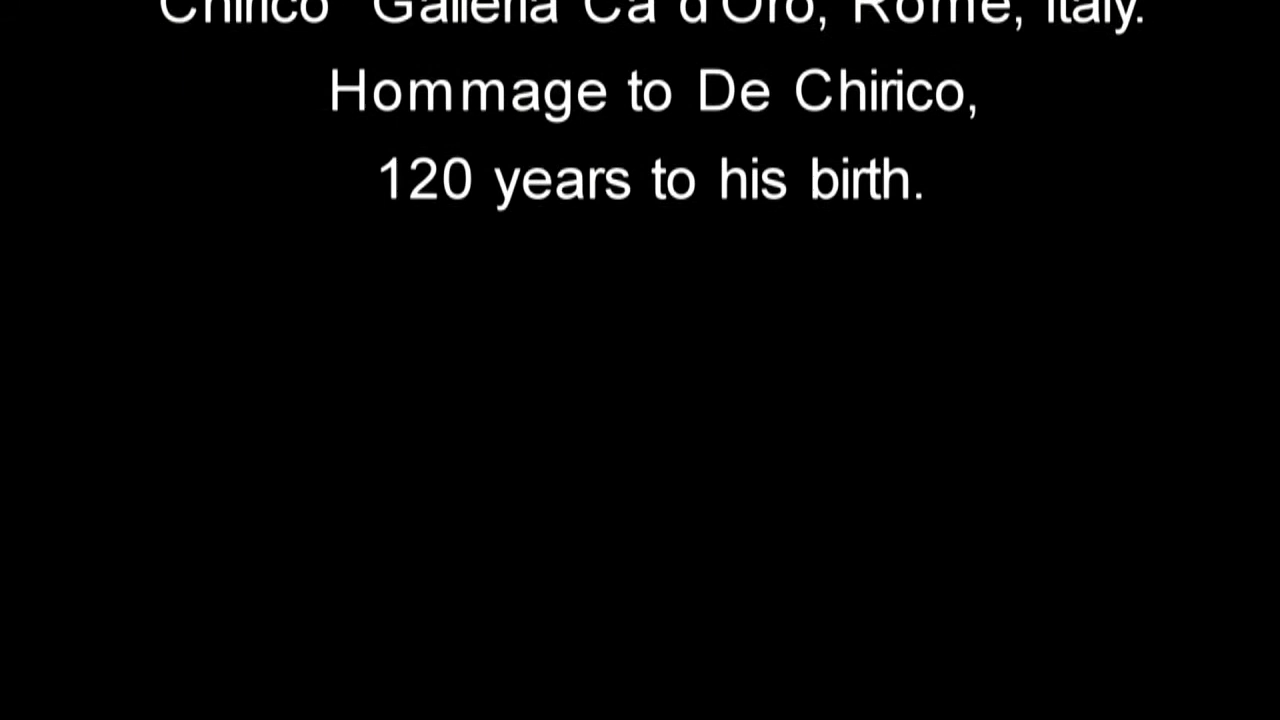 Chirico" Galleria Ca' d'Oro, Rome, Italy.
Hommage to De Chirico,
120 years to his birth.